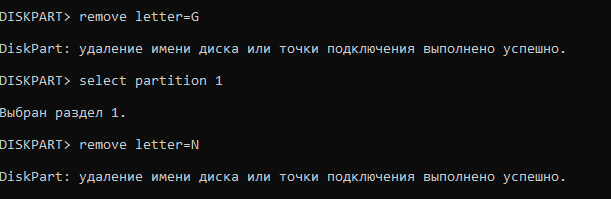 DISKPART> remove letter=G
DiskPart: удаление имени диска или точки подключения выполнено успешно.
DISKPART> select partition 1
Выбран раздел 1.
DISKPART> remove letter=N
DiskPart: удаление имени диска или точки подключения выполнено успешно.